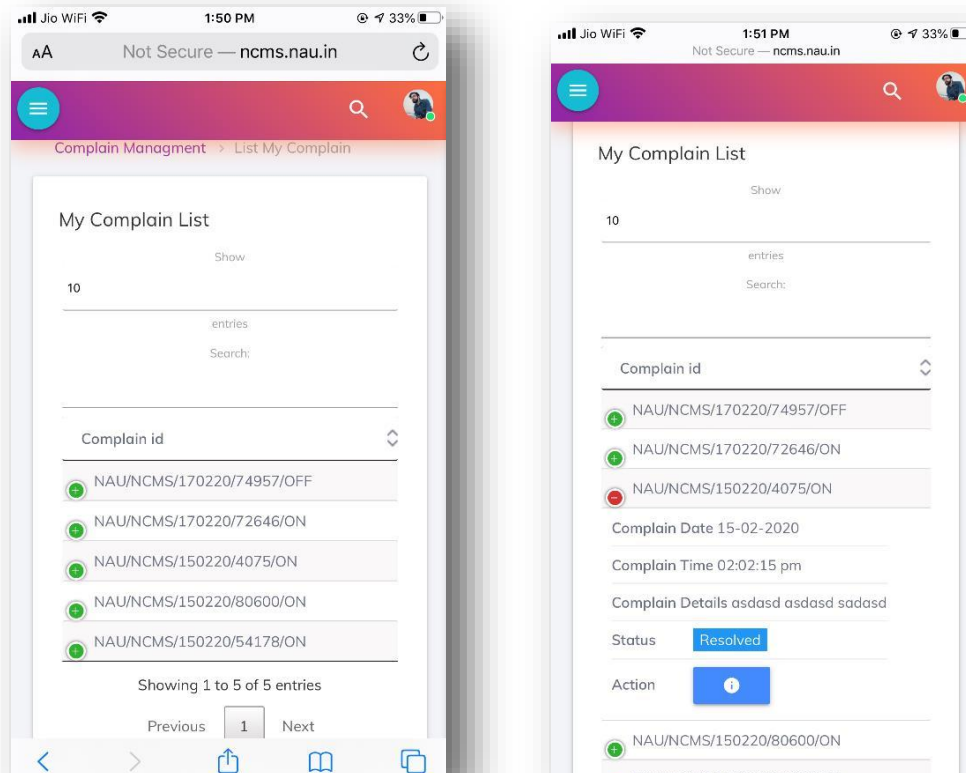 Jio WiFi 1:50 PM 33%
AA Not Secure — ncms.nau.in
Complain Managment > List My Complain
My Complain List
Show
10
entries
Search:
Complain id
NAU/NCMS/170220/74957/OFF
NAU/NCMS/170220/72646/ON
NAU/NCMS/150220/4075/ON
NAU/NCMS/150220/80600/ON
NAU/NCMS/150220/54178/ON
Showing 1 to 5 of 5 entries
Previous 1 Next
Jio WiFi 1:51 PM 33%
Not Secure — ncms.nau.in
My Complain List
Show
10
entries
Search:
Complain id
NAU/NCMS/170220/74957/OFF
NAU/NCMS/170220/72646/ON
NAU/NCMS/150220/4075/ON
Complain Date 15-02-2020
Complain Time 02:02:15 pm
Complain Details asdasd asdasd sadasd
Status Resolved
Action
NAU/NCMS/150220/80600/ON